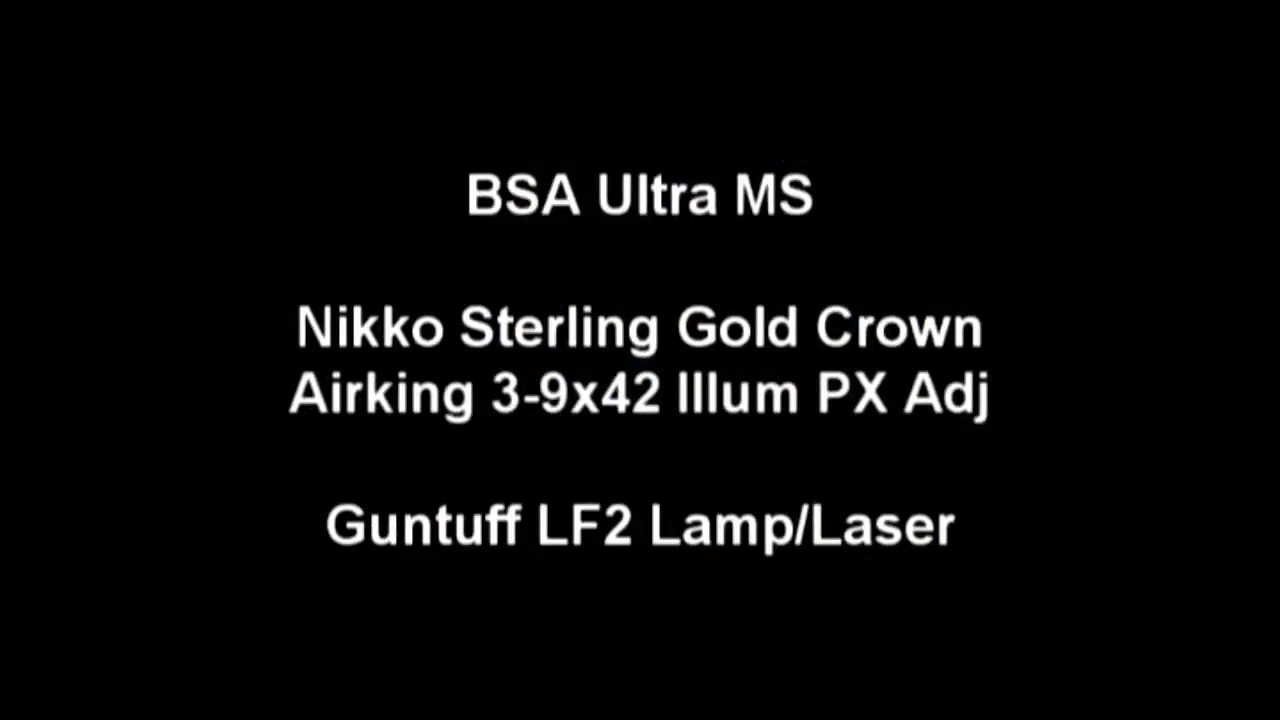 BSA Ultra MS
Nikko Sterling Gold Crown
Airking 3-9x42 Illum PX Adj
Guntuff LF2 Lamp/Laser